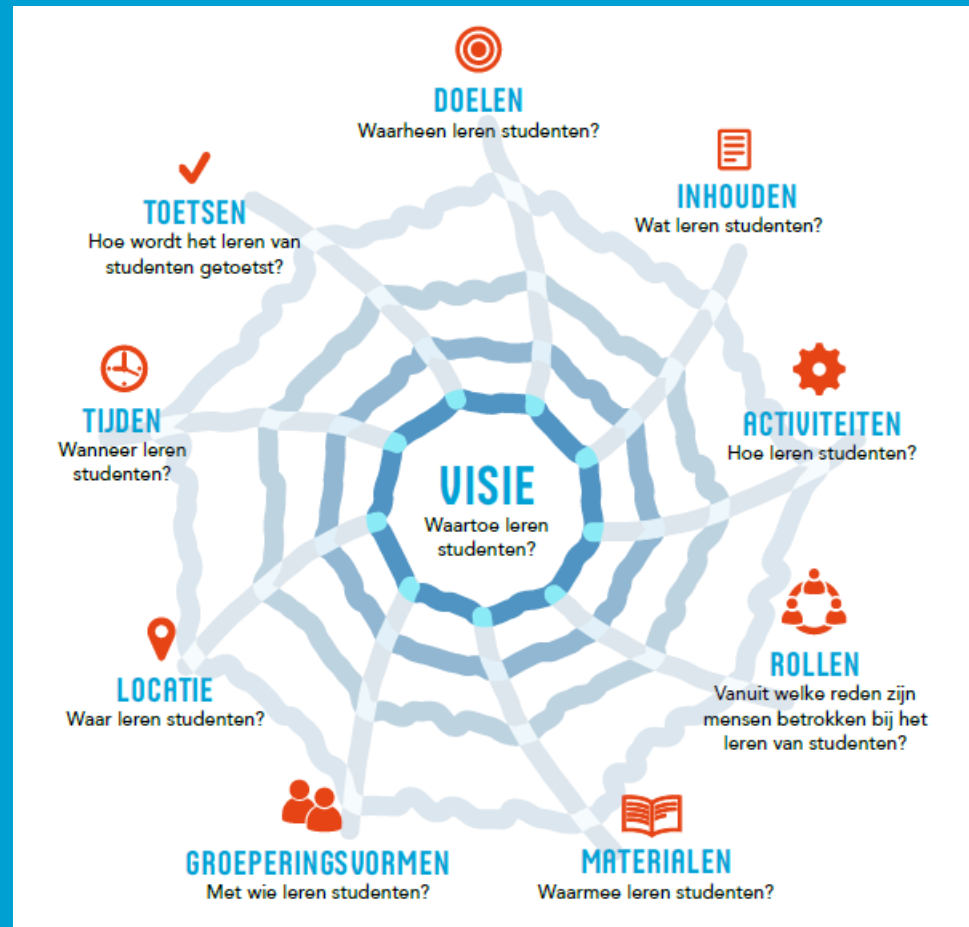 DOELEN
Waarheen leren studenten?
INHOUDEN
Wat leren studenten?
ACTIVITEITEN
Hoe leren studenten?
ROLLEN
Vanuit welke reden zijn
mensen betrokken bij het
leren van studenten?
MATERIALEN
Waarmee leren studenten?
GROEPERINGSVORMEN
Met wie leren studenten?
LOCATIE
Waar leren studenten?
TIJDEN
Wanneer leren
studenten?
TOETSEN
Hoe wordt het leren van
studenten getoetst?
VISIE
Waartoe leren
studenten?